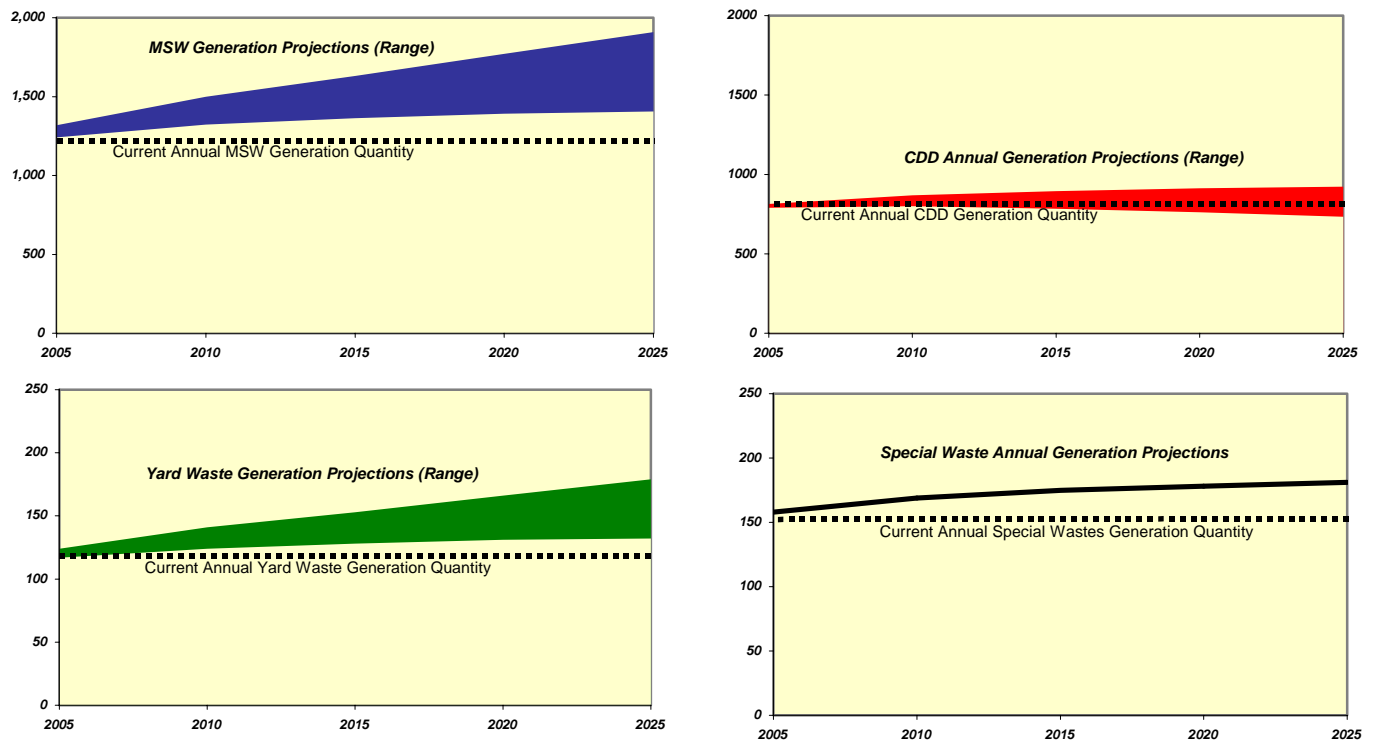 2,000
MSW Generation Projections (Range)
1,500
Current Annual MSW Generation Quantity
1,000
500
0
2005 2010 2015 2020 2025
2000
1500
CDD Annual Generation Projections (Range)
1000
Current Annual CDD Generation Quantity
500
0
2005 2010 2015 2020 2025
250
200
Yard Waste Generation Projections (Range)
150
Current Annual Yard Waste Generation Quantity
100
50
0
2005 2010 2015 2020 2025
250
Special Waste Annual Generation Projections
200
150
Current Annual Special Wastes Generation Quantity
100
50
0
2005 2010 2015 2020 2025